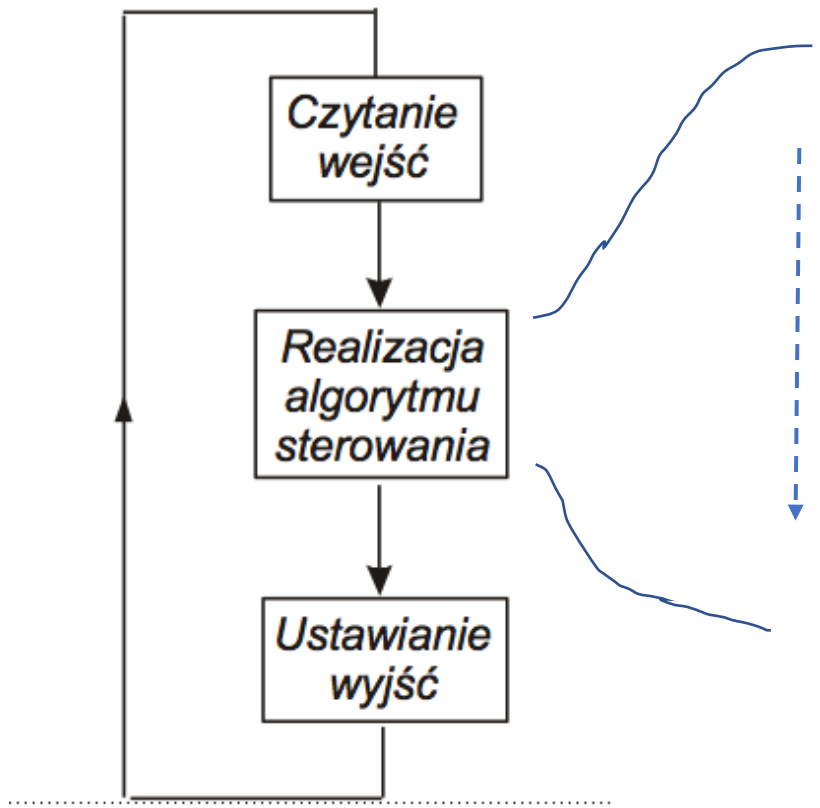 Czytanie
wejść
Realizacja
algorytmu
sterowania
Ustawianie
wyjść